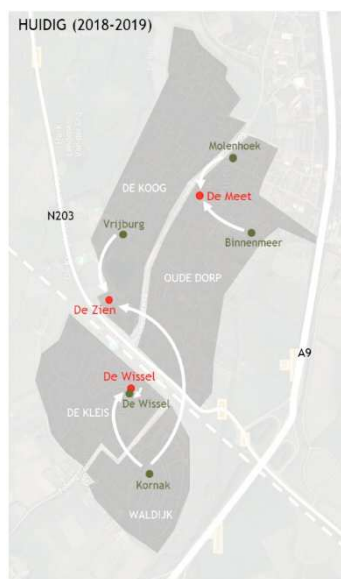 HUIDIG (2018-2019)
Molenhoek
DE KOOG
De Meet
N203
Vrijburg
Binnenmeer
OUDE DORP
De Zien
A9
De Wissel
De Wissel
DE KLEIS
Kornak
WALDIJK